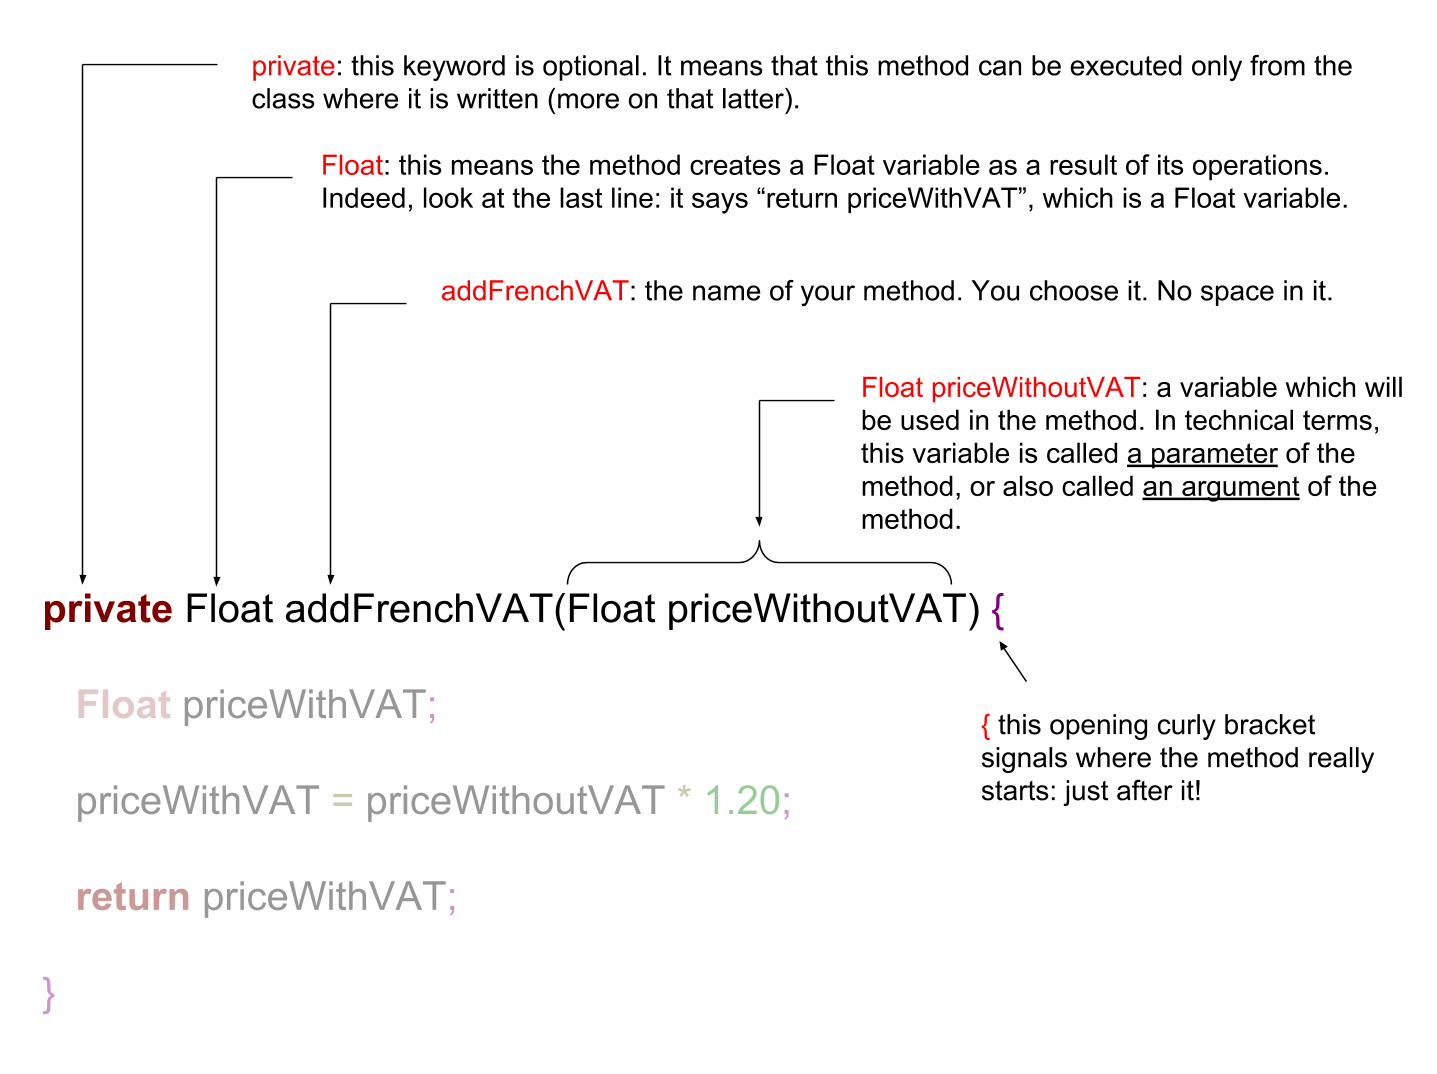 private: this keyword is optional. It means that this method can be executed only from the
class where it is written (more on that latter).
Float: this means the method creates a Float variable as a result of its operations.
Indeed, look at the last line: it says “return priceWithVAT”, which is a Float variable.
addFrenchVAT: the name of your method. You choose it. No space in it.
Float priceWithoutVAT: a variable which will
be used in the method. In technical terms,
this variable is called a parameter of the
method, or also called an argument of the
method.
private Float addFrenchVAT(Float priceWithoutVAT) {
Float priceWithVAT;
{ this opening curly bracket
signals where the method really
starts: just after it!
priceWithVAT = priceWithoutVAT * 1.20;
return priceWithVAT;
}